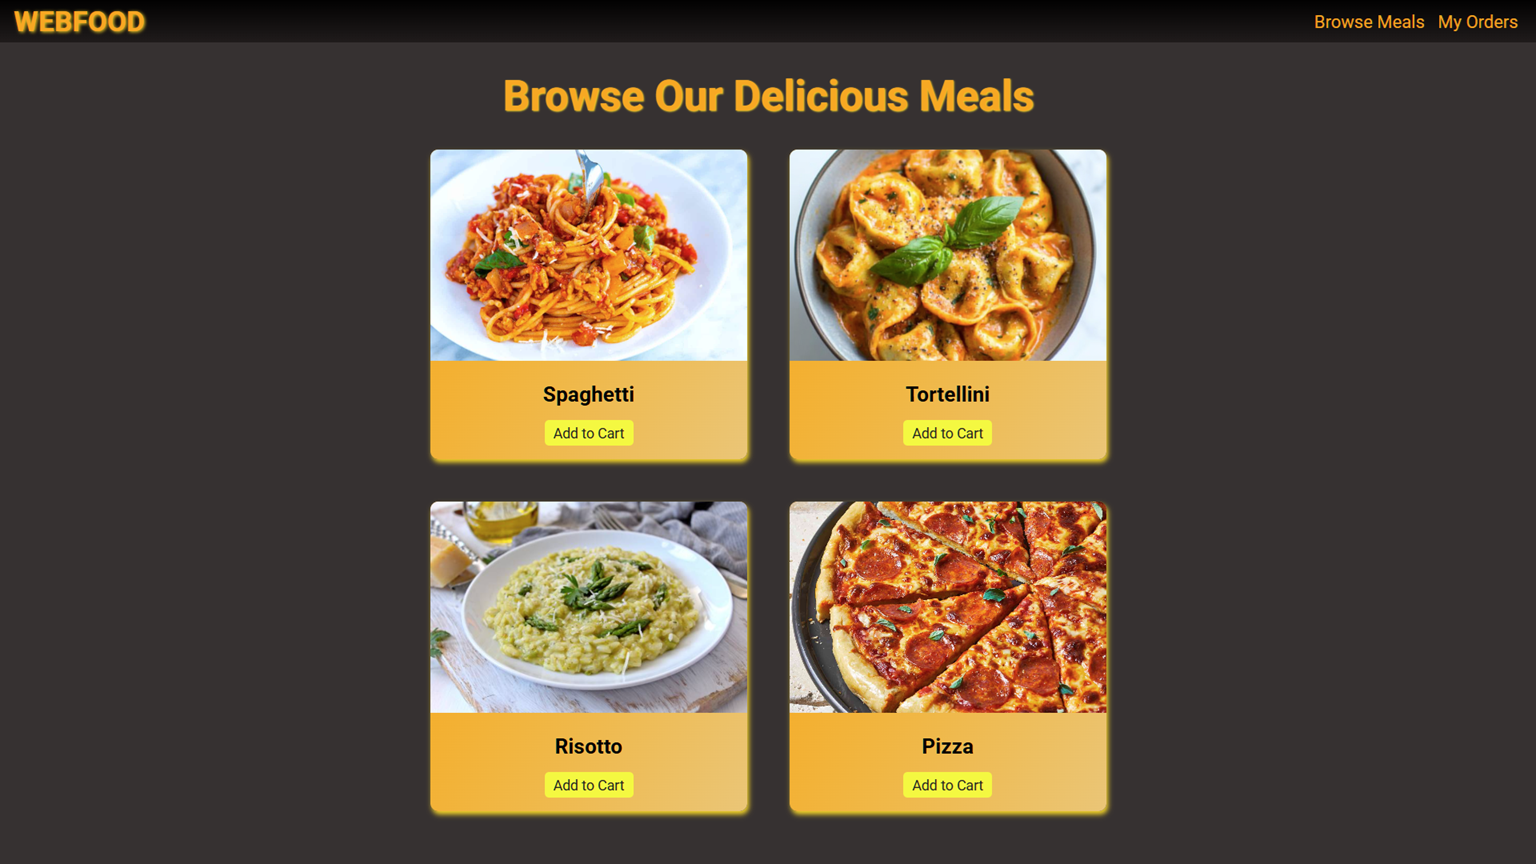 WEBFOOD
Browse Meals My Orders
Browse Our Delicious Meals
Spaghetti
Add to Cart
Tortellini
Add to Cart
Risotto
Add to Cart
Pizza
Add to Cart